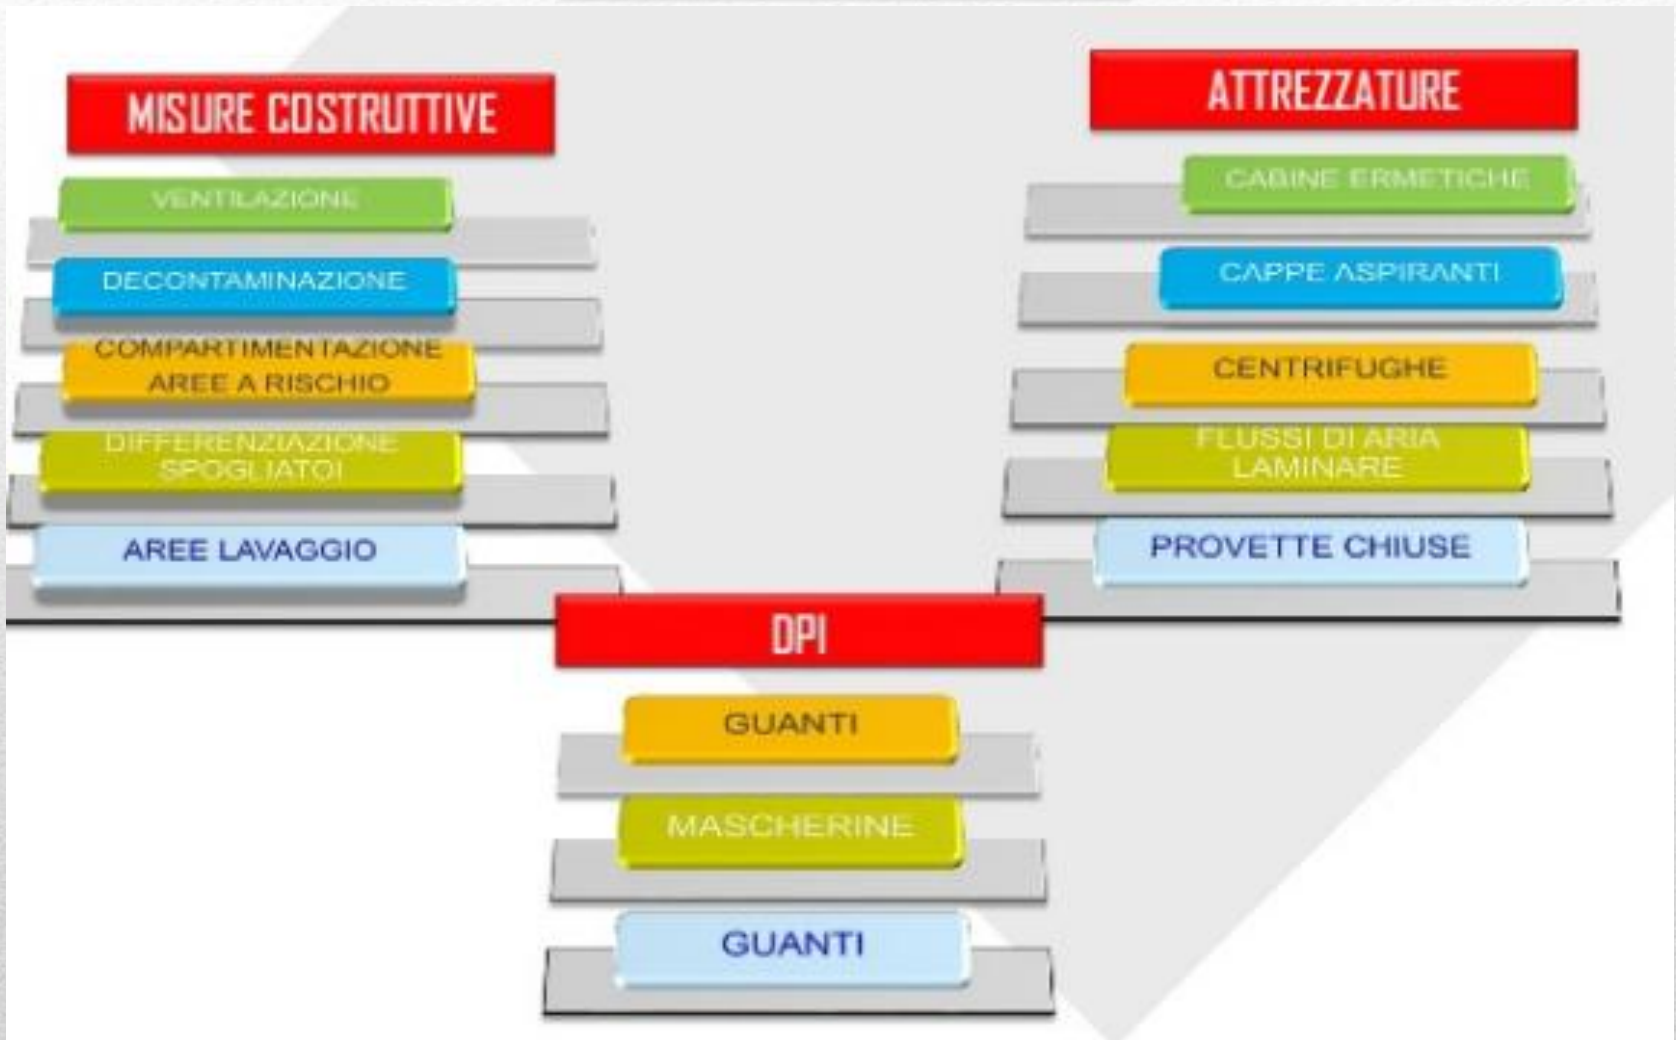 MISURE COSTRUTTIVE
VENTILAZIONE
DECONTAMINAZIONE
COMPARTIMENTAZIONE
AREE A RISCHIO
DIFFERENZIAZIONE
SPOGLIATOI
AREE LAVAGGIO
ATTREZZATURE
CABINE ERMETICHE
CAPPE ASPIRANTI
CENTRIFUGHE
FLUSSI DI ARIA
LAMINARE
PROVETTE CHIUSE
DPI
GUANTI
MASCHERINE
GUANTI